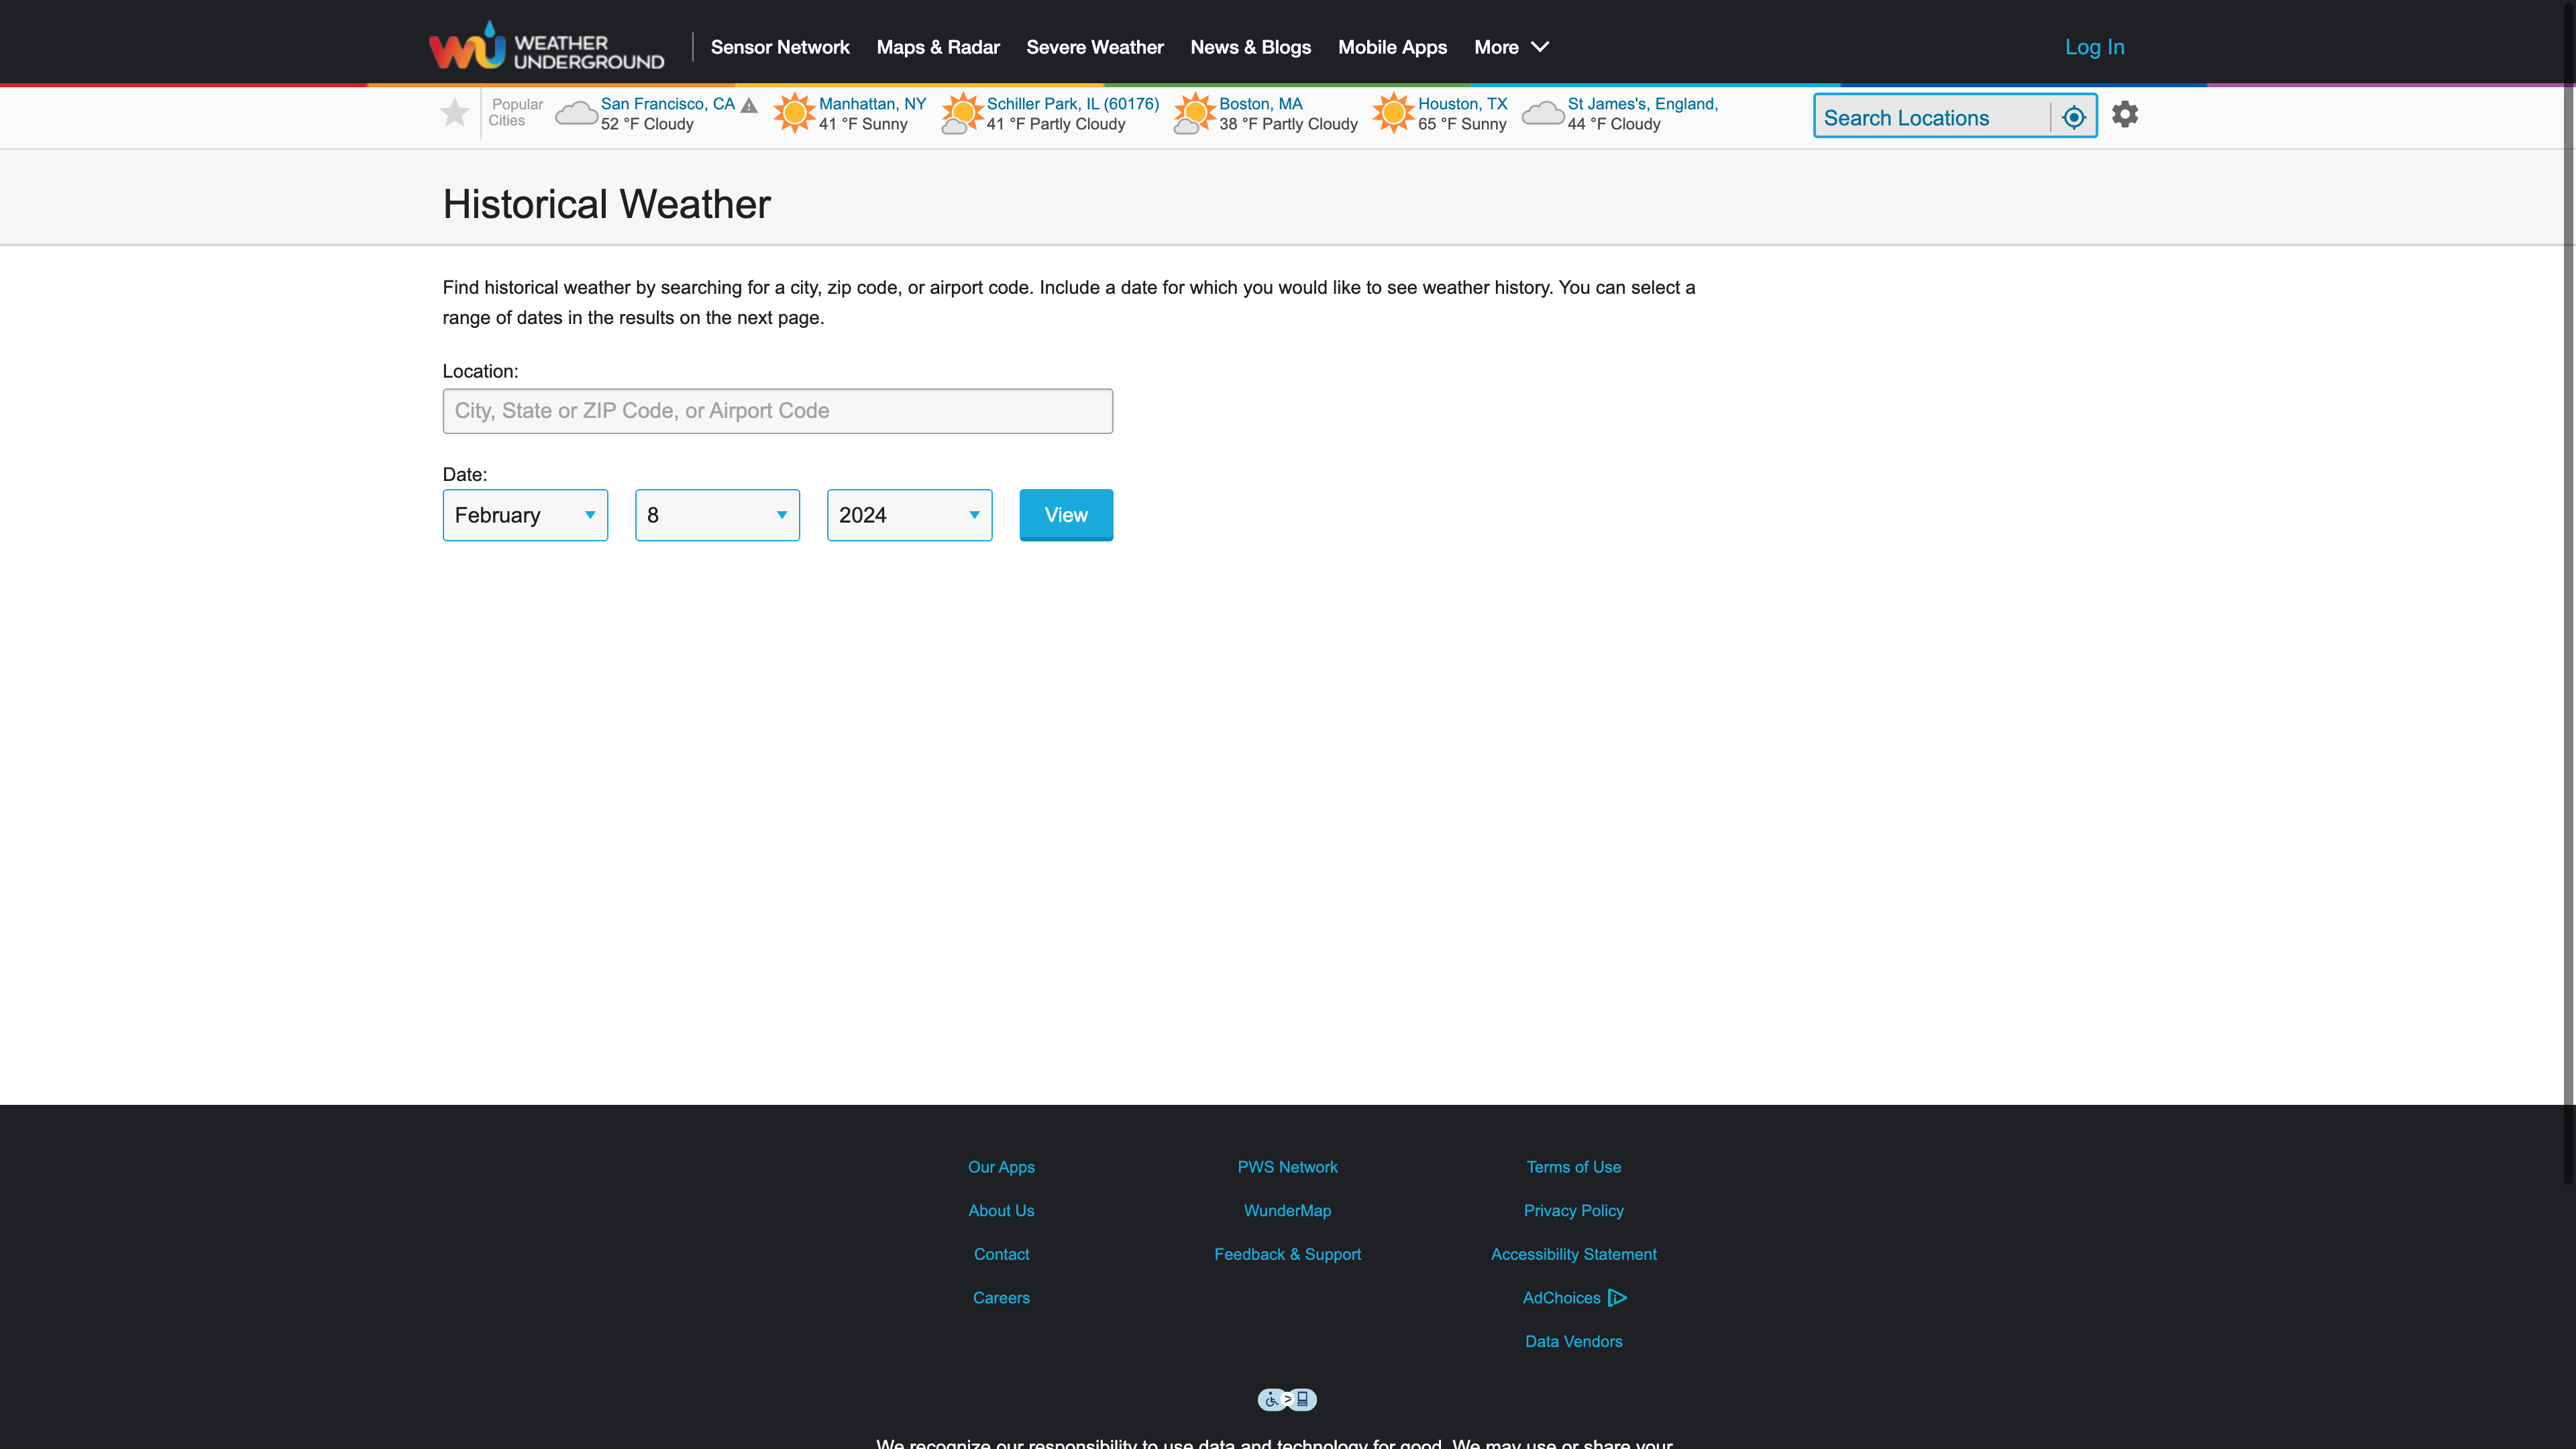 WEATHER
UNDERGROUND
Sensor Network
Maps & Radar
Severe Weather
News & Blogs
Mobile Apps
More
Log In
Popular
Cities
San Francisco, CA
52 °F Cloudy
Manhattan, NY
41 °F Sunny
Schiller Park, IL (60176)
41 °F Partly Cloudy
Boston, MA
38 °F Partly Cloudy
Houston, TX
65 °F Sunny
St James's, England,
44 °F Cloudy
Search Locations
Historical Weather
Find historical weather by searching for a city, zip code, or airport code. Include a date for which you would like to see weather history. You can select a
range of dates in the results on the next page.
Location:
City, State or ZIP Code, or Airport Code
Date:
February
8
2024
View
Our Apps
About Us
Contact
Careers
PWS Network
WunderMap
Feedback & Support
Terms of Use
Privacy Policy
Accessibility Statement
AdChoices
Data Vendors
We recognize our responsibility to use data and technology for good. We may use or share your